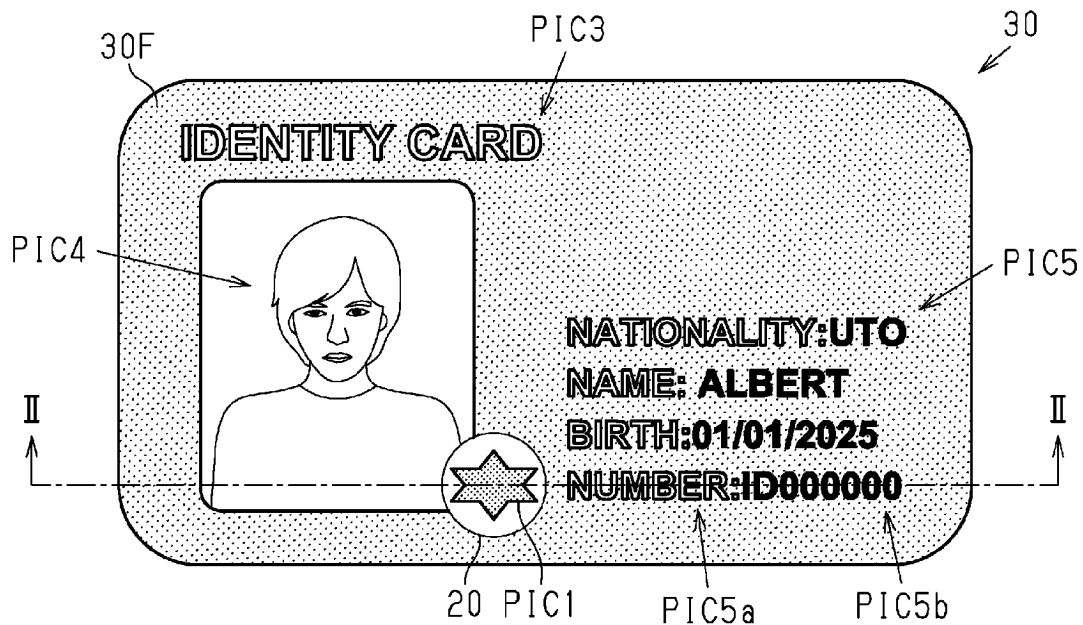 30F
PIC3
30
IDENTITY CARD
PIC4
PIC5
NATIONALITY:UTO
NAME: ALBERT
BIRTH:01/01/2025
NUMBER:ID000000
II
II
20
PIC1
PIC5a
PIC5b